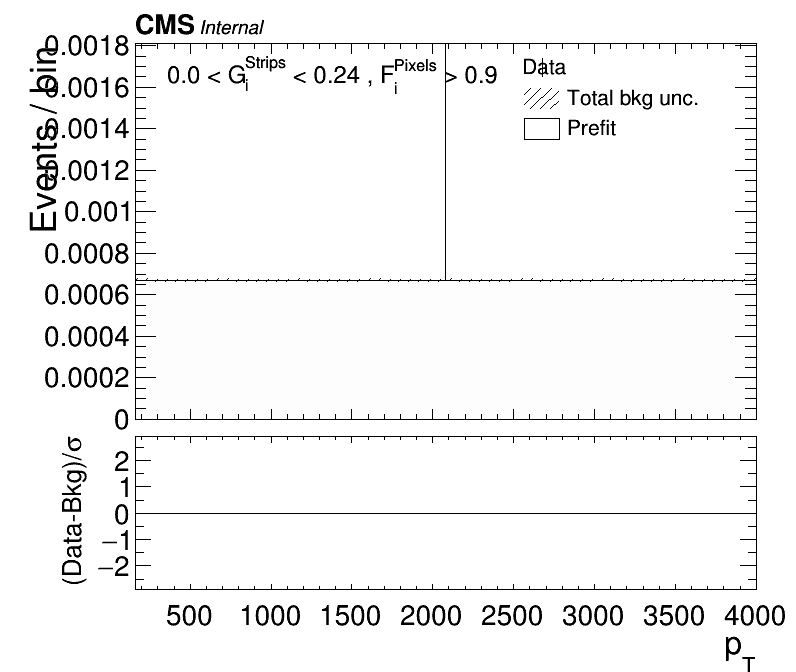 CMS Internal
0.0 < G_i^Strips < 0.24 , F_i^Pixels > 0.9
Data
Total bkg unc.
Prefit
Events / bin
0.0018
0.0016
0.0014
0.0012
0.001
0.0008
0.0006
0.0004
0.0002
0
(Data-Bkg)/σ
2
1
0
−1
−2
500 1000 1500 2000 2500 3000 3500 4000
p_T